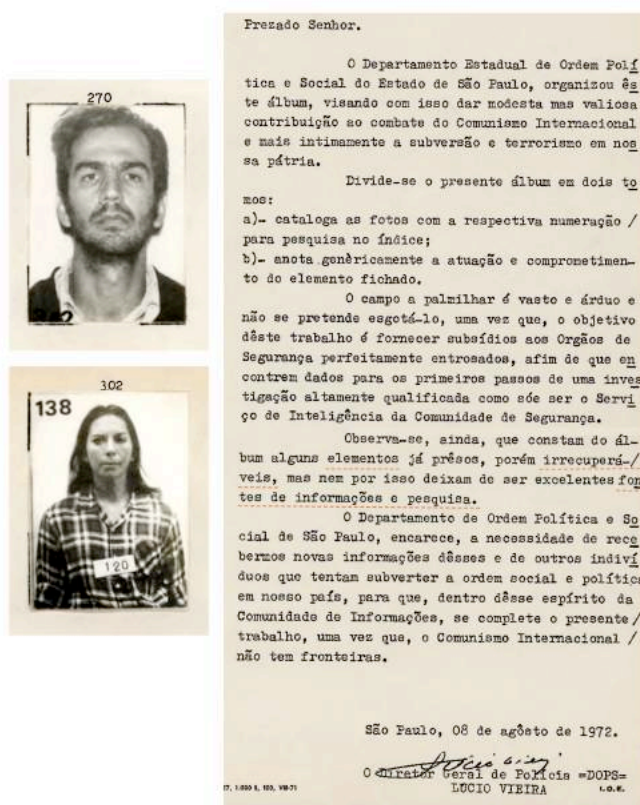 270
302
138
120
Prezado Senhor.
O Departamento Estadual de Ordem Polí
tica e Social do Estado de São Paulo, organizou ês
te álbum, visando com isso dar modesta mas valiosa
contribuição ao combate do Comunismo Internacional
e mais intimamente a subversão e terrorismo em nos
sa pátria.
Divide-se o presente álbum em dois to
mos:
a)- cataloga as fotos com a respectiva numeração /
para pesquisa no índice;
b)- anota genèricamente a atuação e comprometimen-
to do elemento fichado.
O campo a palmilhar é vasto e árduo e
não se pretende esgotá-lo, uma vez que, o objetivo
dêste trabalho é fornecer subsídios aos Orgãos de
Segurança perfeitamente entrosados, afim de que en
contrem dados para os primeiros passos de uma inves
tigação altamente qualificada como sóe ser o Servi
ço de Inteligência da Comunidade de Segurança.
Observa-se, ainda, que constam do ál-
bum alguns elementos já prêsos, porém irrecuperá-/
veis, mas nem por isso deixam de ser excelentes fon
tes de informações e pesquisa.
O Departamento de Ordem Política e So
cial de São Paulo, encarece, a necessidade de rece
bermos novas informações dêsses e de outros indiví
duos que tentam subverter a ordem social e política
em nosso país, para que, dentro dêsse espírito da
Comunidade de Informações, se complete o presente /
trabalho, uma vez que, o Comunismo Internacional /
não tem fronteiras.
São Paulo, 08 de agôsto de 1972.
O Diretor Geral de Polícia =DOPS=
LÚCIO VIEIRA
I.O.E.